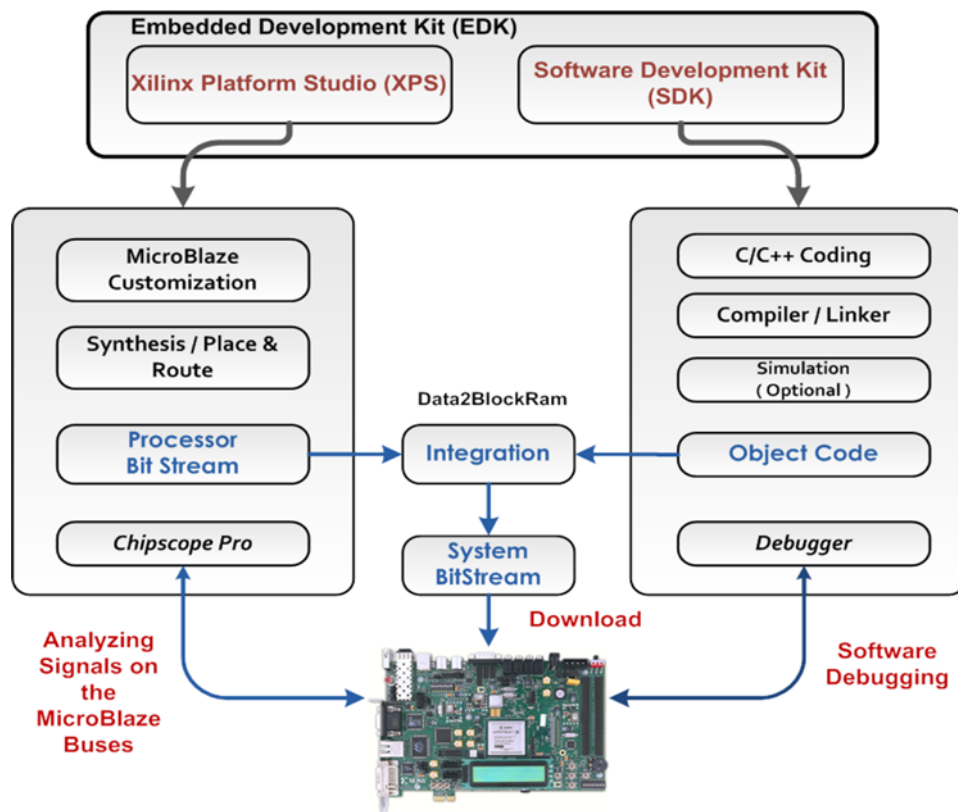 Embedded Development Kit (EDK)
Xilinx Platform Studio (XPS)
Software Development Kit
(SDK)
MicroBlaze
Customization
Synthesis / Place &
Route
Processor
Bit Stream
Chipscope Pro
Data2BlockRam
Integration
System
BitStream
Download
C/C++ Coding
Compiler / Linker
Simulation
( Optional )
Object Code
Debugger
Analyzing
Signals on
the
MicroBlaze
Buses
Software
Debugging
XILINX